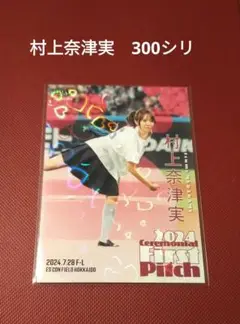 村上奈津実　300シリ
村上奈津実
2024
Ceremonial
First
Pitch
2024.7.28 F-L
ES CON FIELD HOKKAIDO